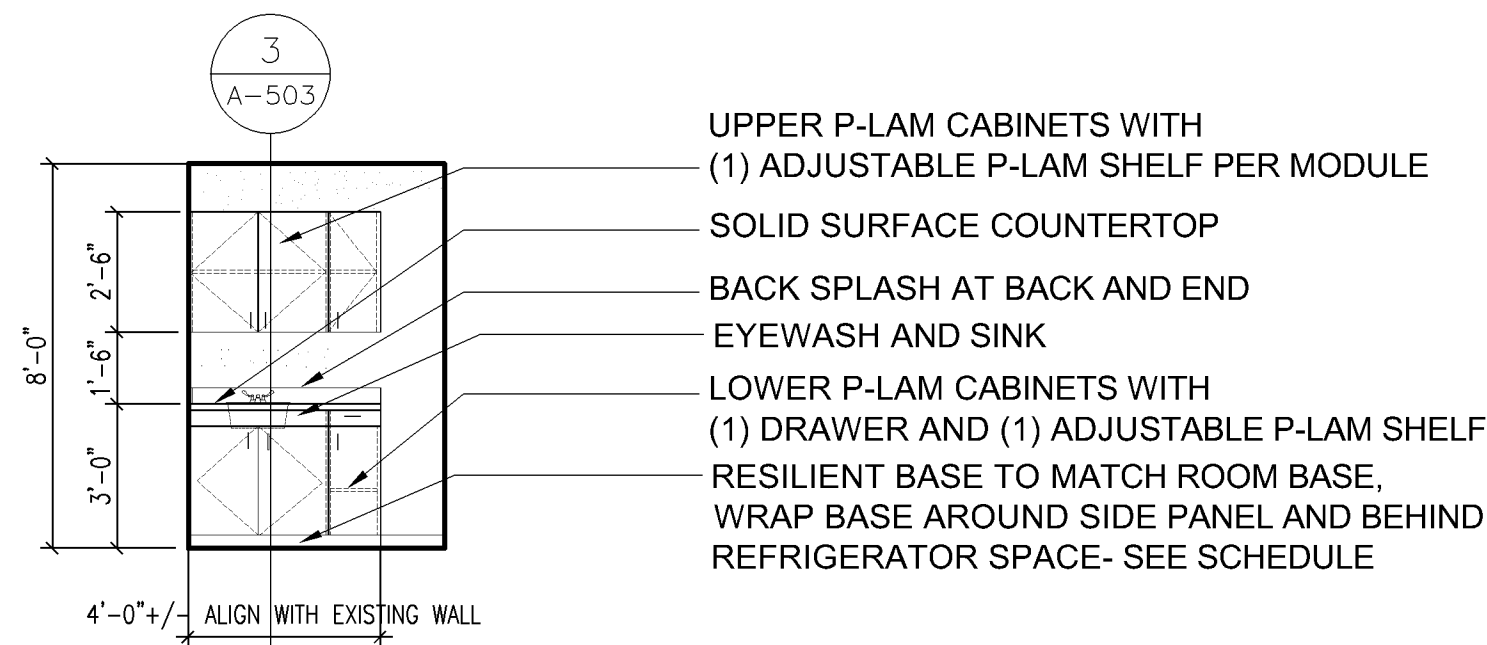 3
A-503
UPPER P-LAM CABINETS WITH
(1) ADJUSTABLE P-LAM SHELF PER MODULE
SOLID SURFACE COUNTERTOP
BACK SPLASH AT BACK AND END
EYEWASH AND SINK
LOWER P-LAM CABINETS WITH
(1) DRAWER AND (1) ADJUSTABLE P-LAM SHELF
RESILIENT BASE TO MATCH ROOM BASE,
WRAP BASE AROUND SIDE PANEL AND BEHIND
REFRIGERATOR SPACE- SEE SCHEDULE
8'-0"
2'-6"
1'-6"
3'-0"
4'-0"+/- ALIGN WITH EXISTING WALL